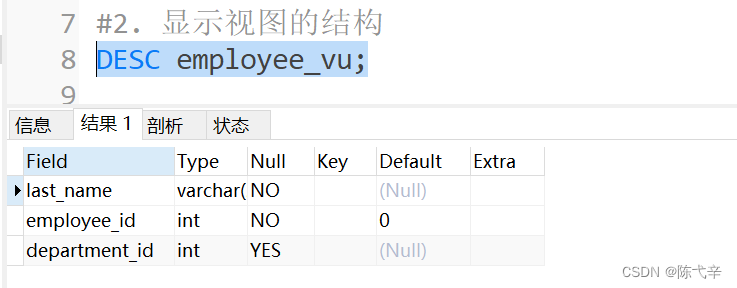 7 #2. 显示视图的结构
8 DESC employee_vu;
9
信息 结果 1 剖析 状态
Field Type Null Key Default Extra
last_name varchar( NO (Null)
employee_id int NO 0
department_id int YES (Null)
CSDN @陈弋辛